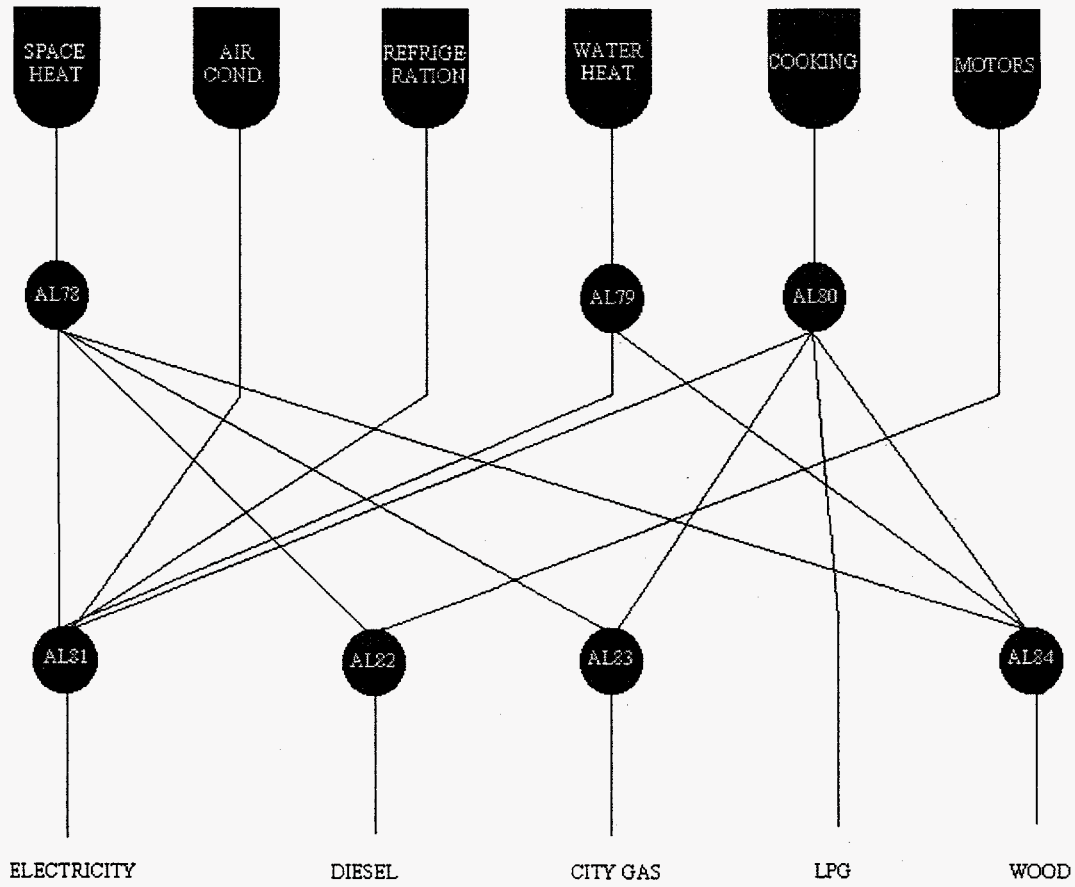 SPACE
HEAT
AIR
COND.
REFRIGE
RATION
WATER
HEAT
COOKING
MOTORS
AL78
AL79
AL80
AL81
AL82
AL83
AL84
ELECTRICITY
DIESEL
CITY GAS
LPG
WOOD